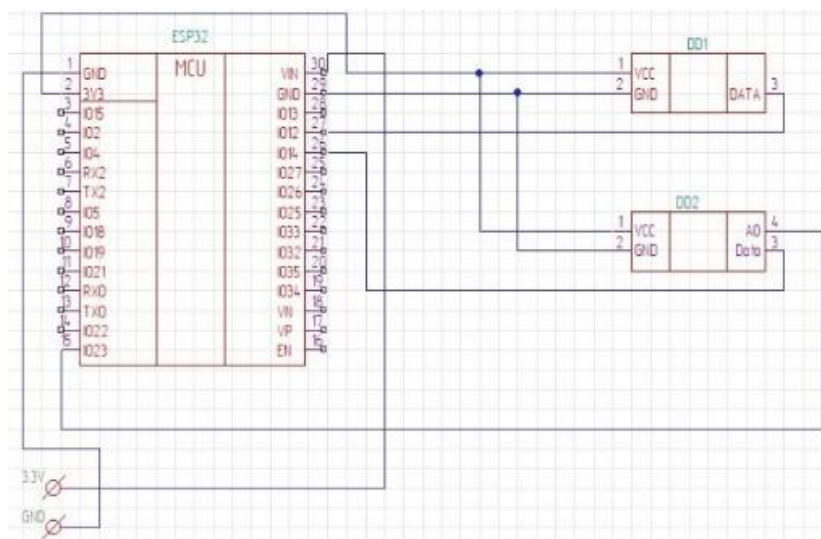 ESP32
MCU
1 GND
2 3V3
3 IO15
4 IO2
5 IO4
6 RX2
7 TX2
8 IO5
9 IO18
10 IO19
11 IO21
12 RX0
13 TX0
14 IO22
15 IO23
VIN 30
GND 29
IO13 28
IO12 27
IO14 26
IO27 25
IO26 24
IO25 23
IO33 22
IO32 21
IO35 20
IO34 19
VN 18
VP 17
EN 16
DD1
1 VCC
2 GND
DATA 3
DD2
1 VCC
2 GND
A0 4
Data 3
3.3V
GND